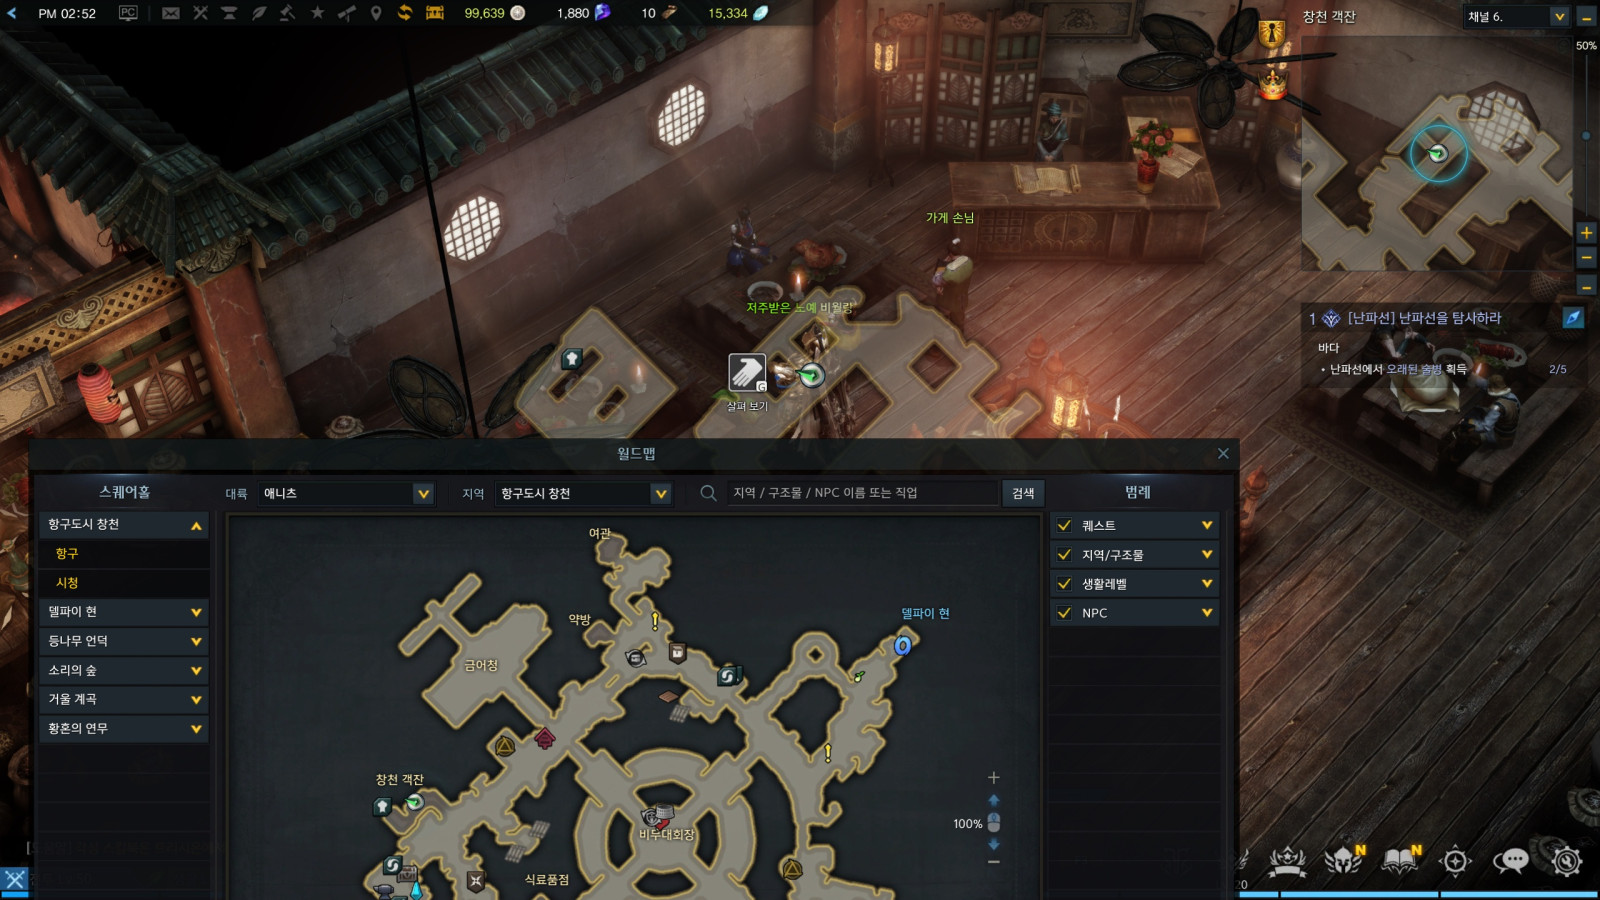 PM 02:52
PC
99,639
1,880
10
15,334
창천 객잔
채널 6.
50%
가게 손님
저주받은 노예 비월랑
G
살펴 보기
1 [난파선] 난파선을 탐사하라
바다
• 난파선에서 오래된 술병 획득 2/5
월드맵
스퀘어홀
대륙 애니츠
지역 항구도시 창천
지역 / 구조물 / NPC 이름 또는 직업
검색
범례
항구도시 창천
항구
시청
델파이 현
등나무 언덕
소리의 숲
거울 계곡
황혼의 연무
여관
약방
금어청
델파이 현
창천 객잔
비무대회장
식료품점
100%
퀘스트
지역/구조물
생활레벨
NPC
N
N
20